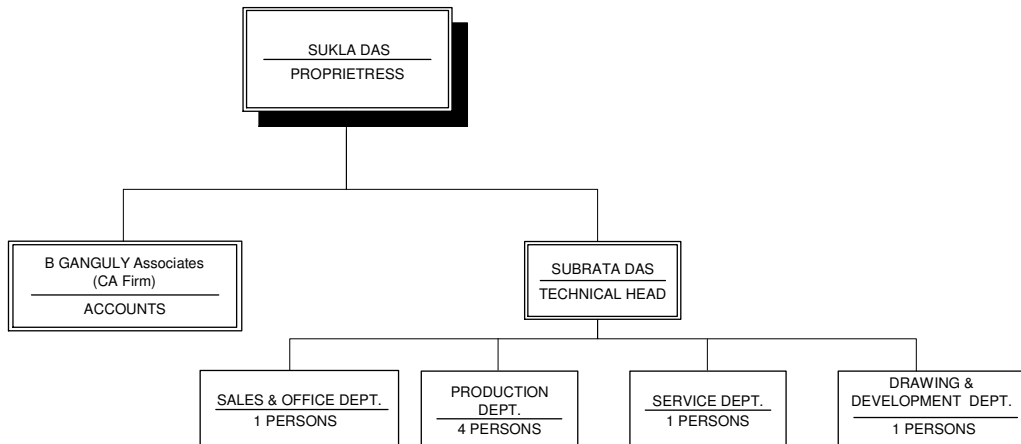 SUKLA DAS
PROPRIETRESS
B GANGULY Associates
(CA Firm)
ACCOUNTS
SUBRATA DAS
TECHNICAL HEAD
SALES & OFFICE DEPT.
1 PERSONS
PRODUCTION
DEPT.
4 PERSONS
SERVICE DEPT.
1 PERSONS
DRAWING &
DEVELOPMENT DEPT.
1 PERSONS